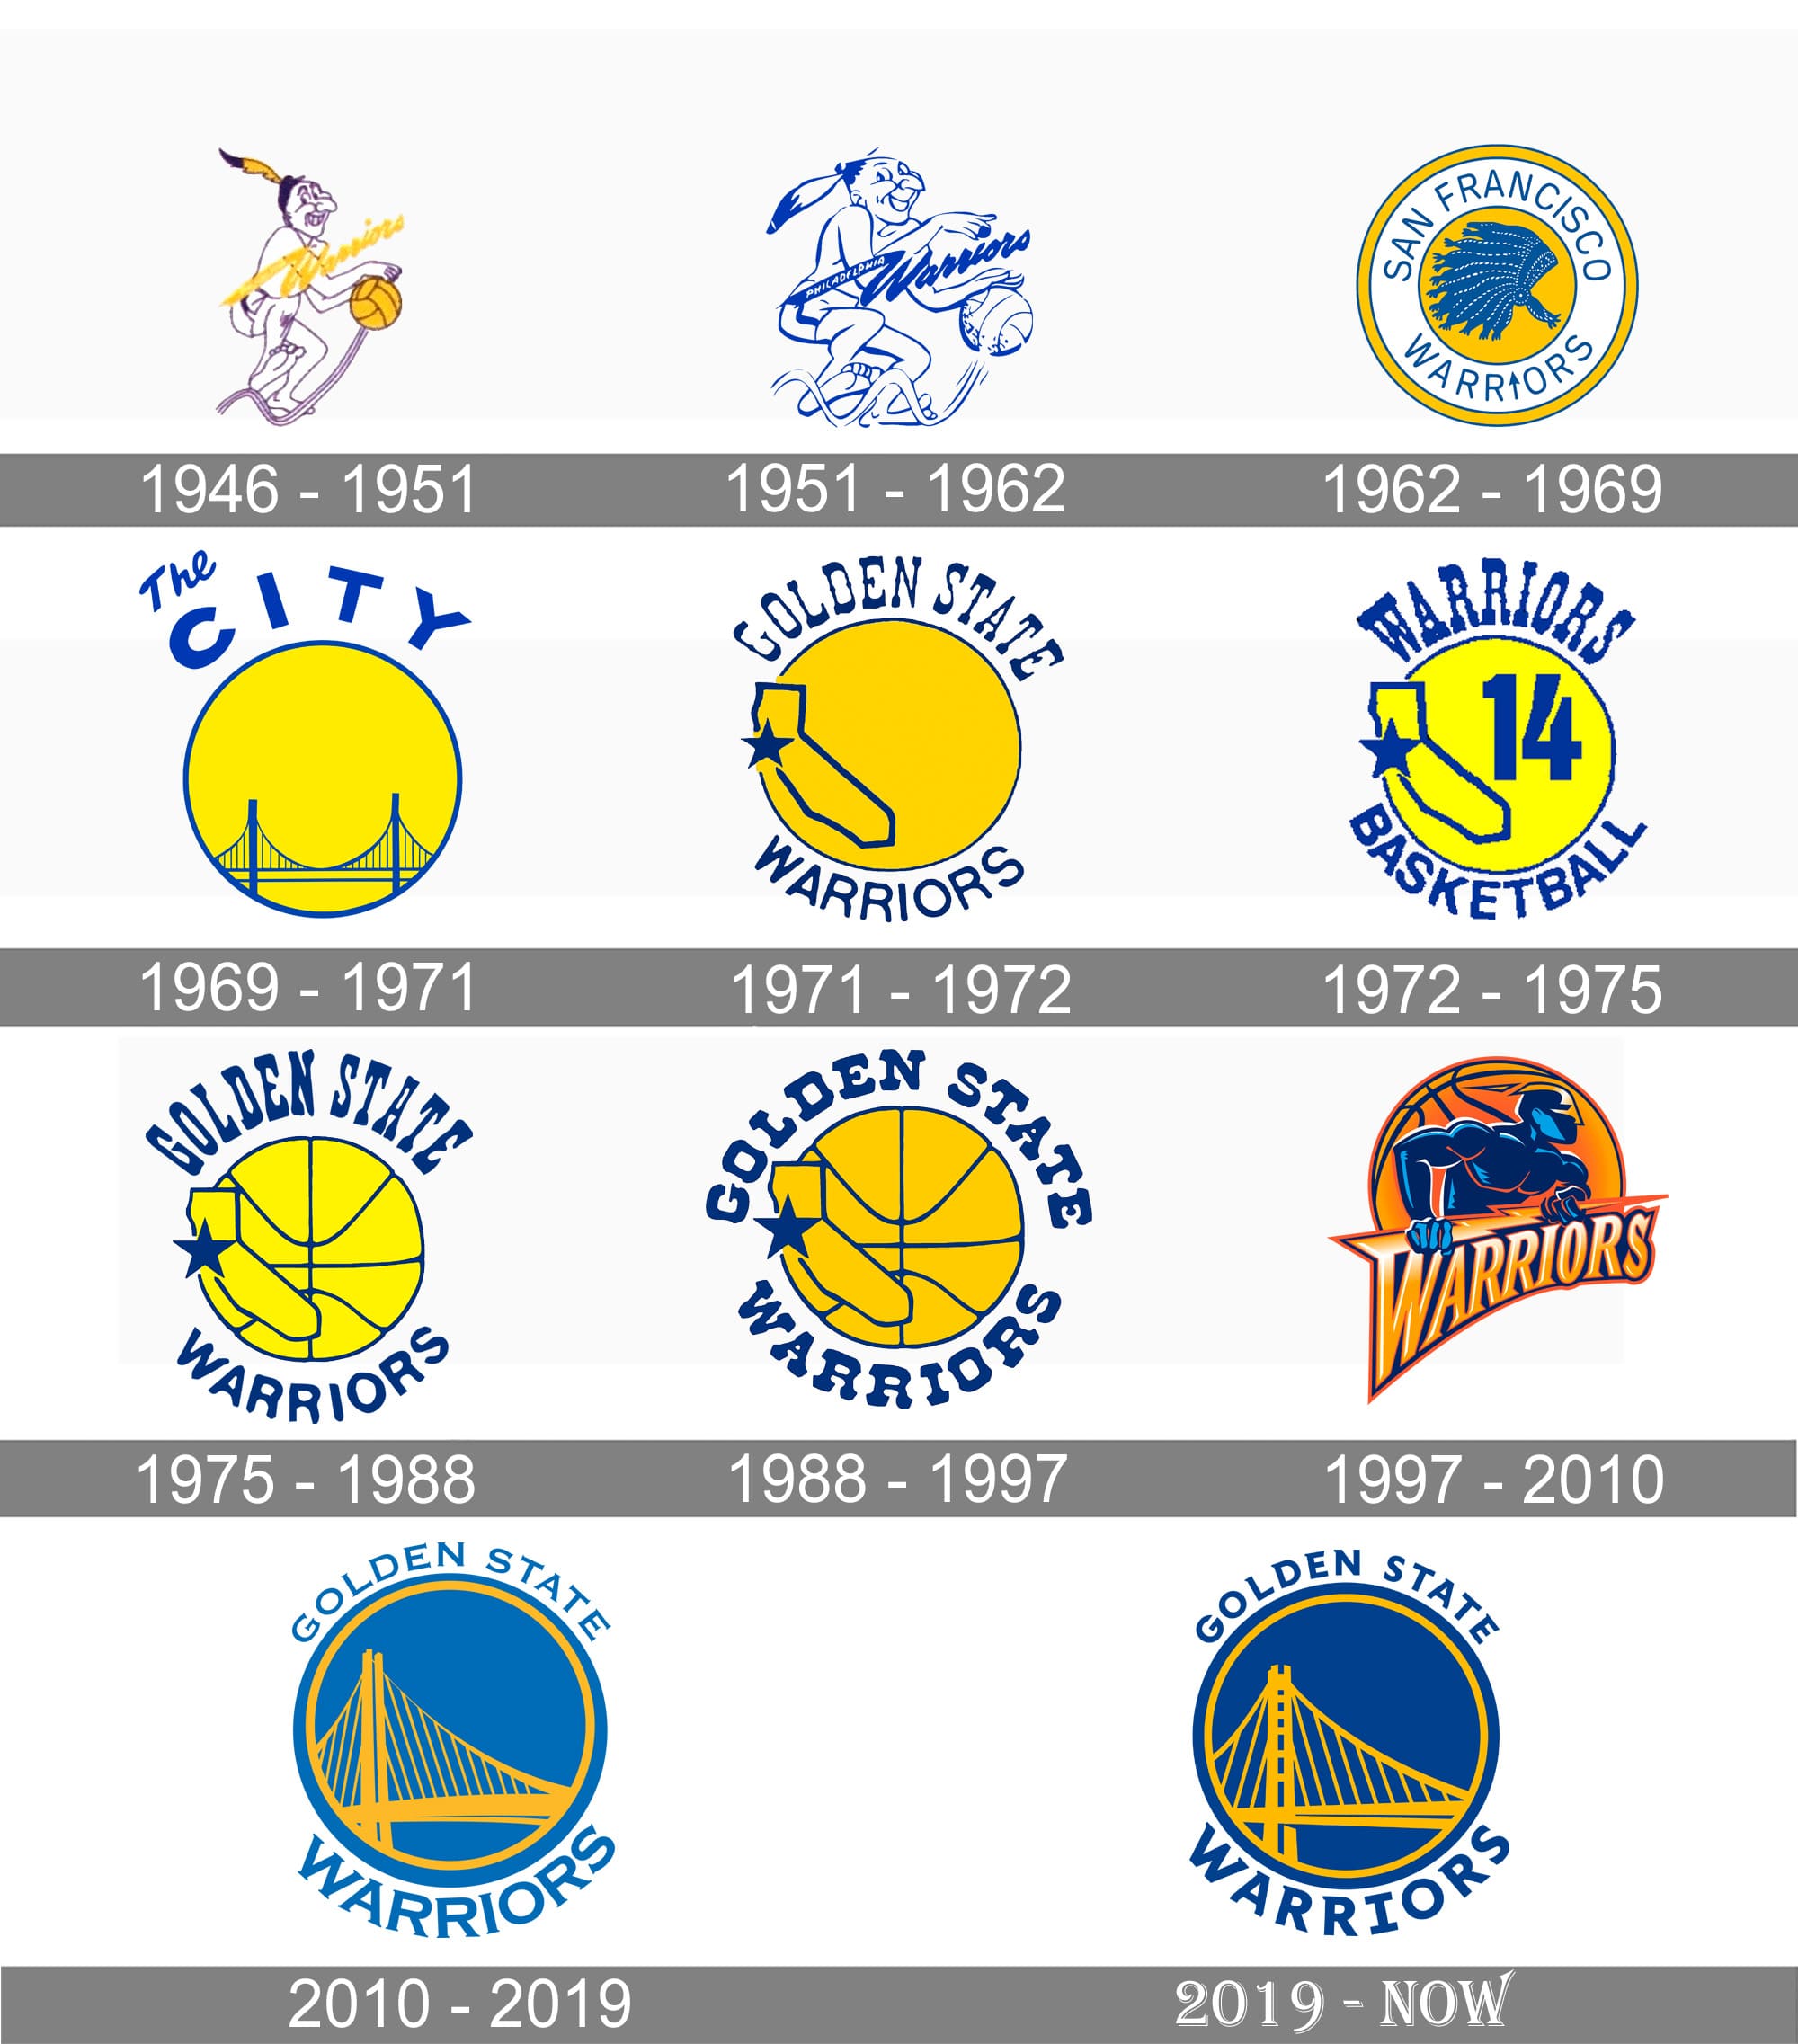 Warriors
PHILADELPHIA Warriors
SAN FRANCISCO
WARRIORS
1946 - 1951
1951 - 1962
1962 - 1969
The
CITY
GOLDEN STATE
WARRIORS
WARRIORS
14
BASKETBALL
1969 - 1971
1971 - 1972
1972 - 1975
GOLDEN STATE
WARRIORS
GOLDEN STATE
WARRIORS
WARRIORS
1975 - 1988
1988 - 1997
1997 - 2010
GOLDEN STATE
WARRIORS
GOLDEN STATE
WARRIORS
2010 - 2019
2019 - NOW